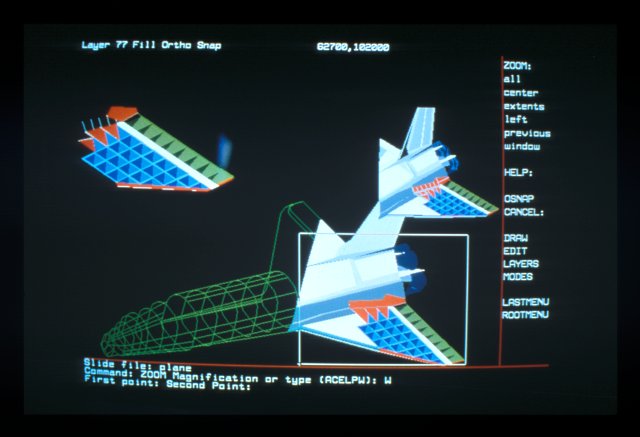 Layer 77 Fill Ortho Snap
62700,102000
ZOOM:
all
center
extents
left
previous
window
HELP:
OSNAP
CANCEL:
DRAW
EDIT
LAYERS
MODES
LASTMENU
ROOTMENU
Slide file: plane
Command: ZOOM Magnification or type (ACELPW): W
First point: Second Point: